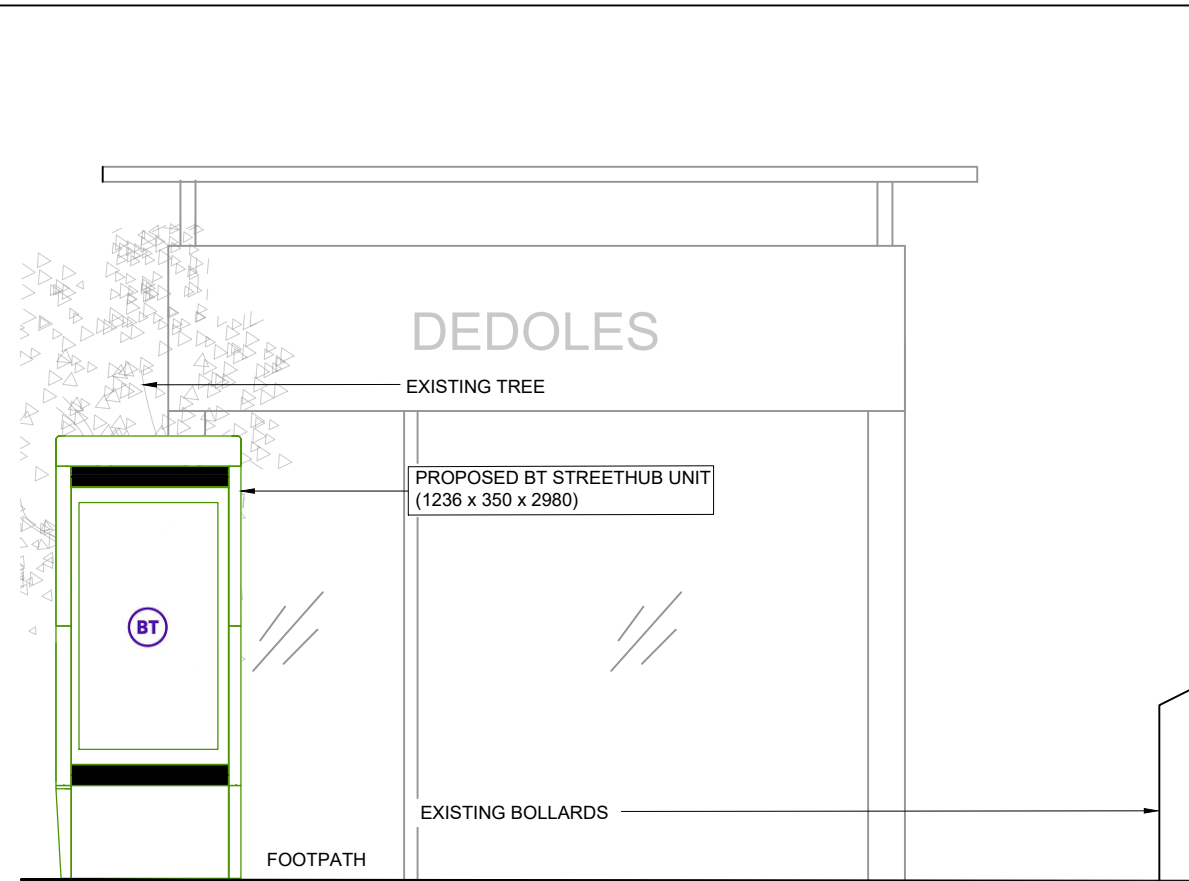 DEDOLES
EXISTING TREE
PROPOSED BT STREETHUB UNIT
(1236 x 350 x 2980)
BT
EXISTING BOLLARDS
FOOTPATH